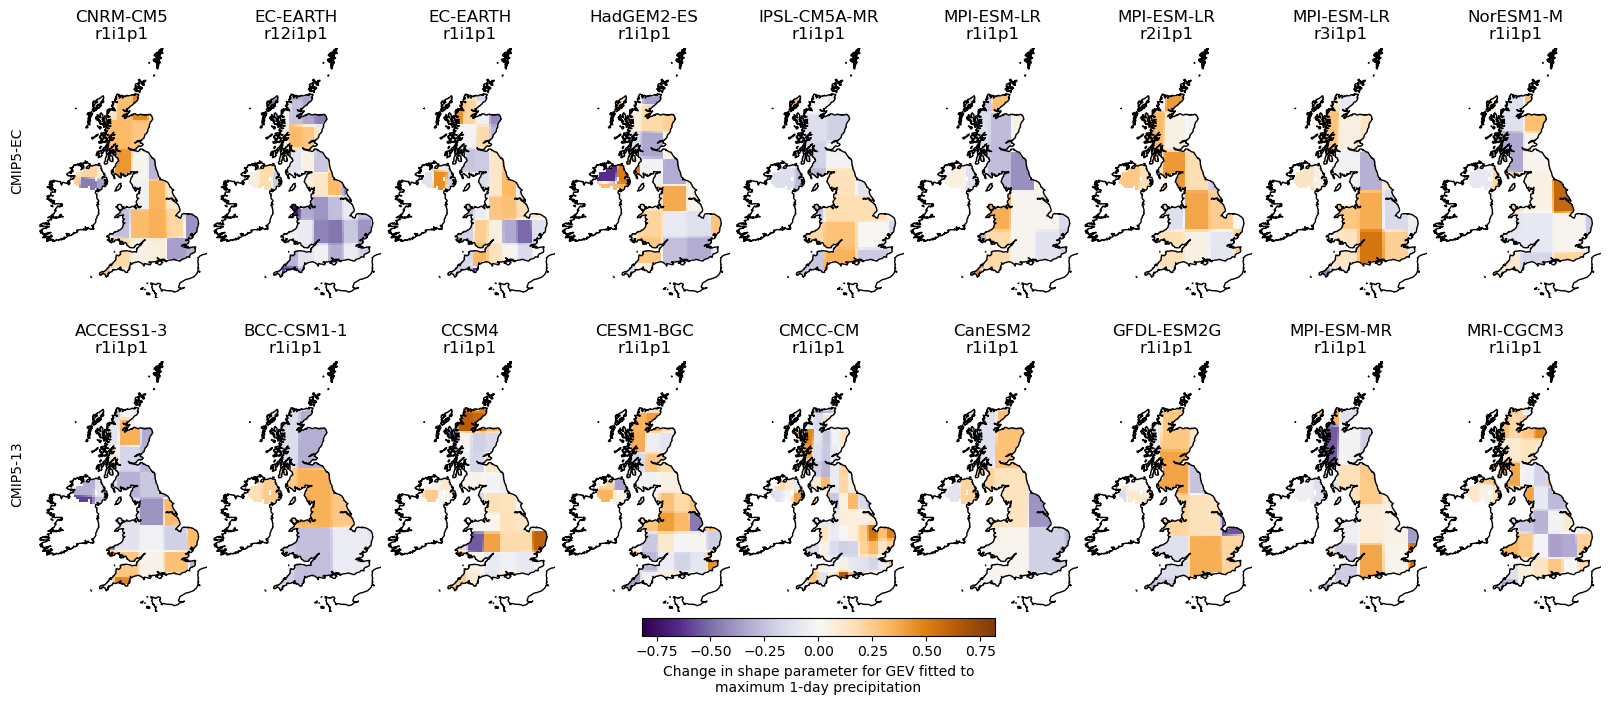 CNRM-CM5 EC-EARTH EC-EARTH HadGEM2-ES IPSL-CM5A-MR MPI-ESM-LR MPI-ESM-LR MPI-ESM-LR NorESM1-M
r1i1p1 r12i1p1 r1i1p1 r1i1p1 r1i1p1 r1i1p1 r2i1p1 r3i1p1 r1i1p1
CMIP5-EC
ACCESS1-3 BCC-CSM1-1 CCSM4 CESM1-BGC CMCC-CM CanESM2 GFDL-ESM2G MPI-ESM-MR MRI-CGCM3
r1i1p1 r1i1p1 r1i1p1 r1i1p1 r1i1p1 r1i1p1 r1i1p1 r1i1p1 r1i1p1
CMIP5-13
−0.75 −0.50 −0.25 0.00 0.25 0.50 0.75
Change in shape parameter for GEV fitted to
maximum 1-day precipitation